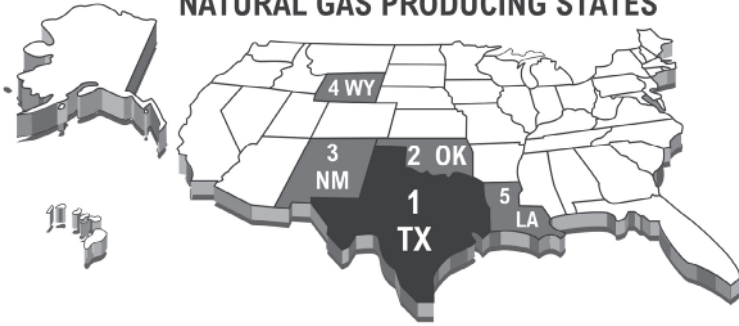 NATURAL GAS PRODUCING STATES
4 WY
3
NM
2 OK
1
TX
5
LA